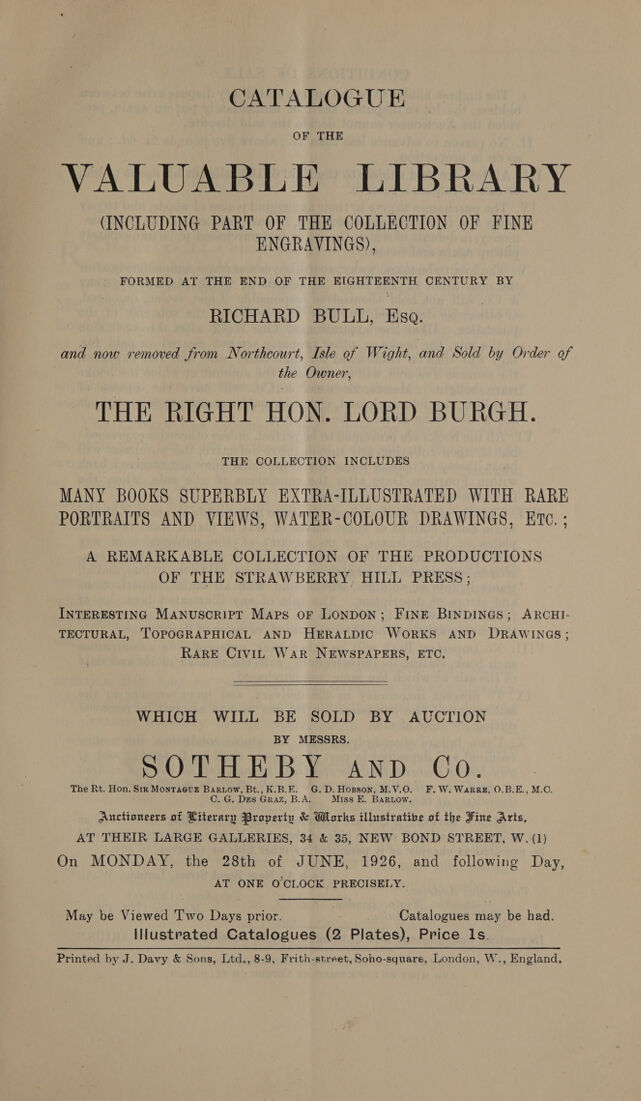 CATALOGUE
OF THE
VALUABLE LIBRARY
(INCLUDING PART OF THE COLLECTION OF FINE
ENGRAVINGS),
FORMED AT THE END OF THE EIGHTEENTH CENTURY BY
RICHARD BULL, Esq.
and now removed from Northcourt, Isle of Wight, and Sold by Order of
the Owner,
THE RIGHT HON. LORD BURGH.
THE COLLECTION INCLUDES
MANY BOOKS SUPERBLY EXTRA-ILLUSTRATED WITH RARE
PORTRAITS AND VIEWS, WATER-COLOUR DRAWINGS, Etc.;
A REMARKABLE COLLECTION OF THE PRODUCTIONS
OF THE STRAWBERRY HILL PRESS;
Interesting Manuscript Maps of London; Fine Bindings; Archi-
tectural, Topographical and Heraldic Works and Drawings;
Rare Civil War Newspapers, etc.
WHICH WILL BE SOLD BY AUCTION
BY MESSRS.
SOTHEBY AND Co.
The Rt. Hon. Sir Montague Barlow, Bt., K.B.E. G. D. Hobson, M.V.O. F. W. Warre, O.B.E., M.C.
C. G. Des Graz, B.A. Miss E. Barlow.
Auctioneers of Literary Property & Works illustrative of the Fine Arts,
AT THEIR LARGE GALLERIES, 34 & 35, NEW BOND STREET, W.(1)
On MONDAY, the 28th of JUNE, 1926, and following Day,
AT ONE O'CLOCK PRECISELY.
May be Viewed Two Days prior. Catalogues may be had.
Illustrated Catalogues (2 Plates), Price 1s.
Printed by J. Davy & Sons, Ltd., 8-9, Frith-street, Soho-square, London, W., England.